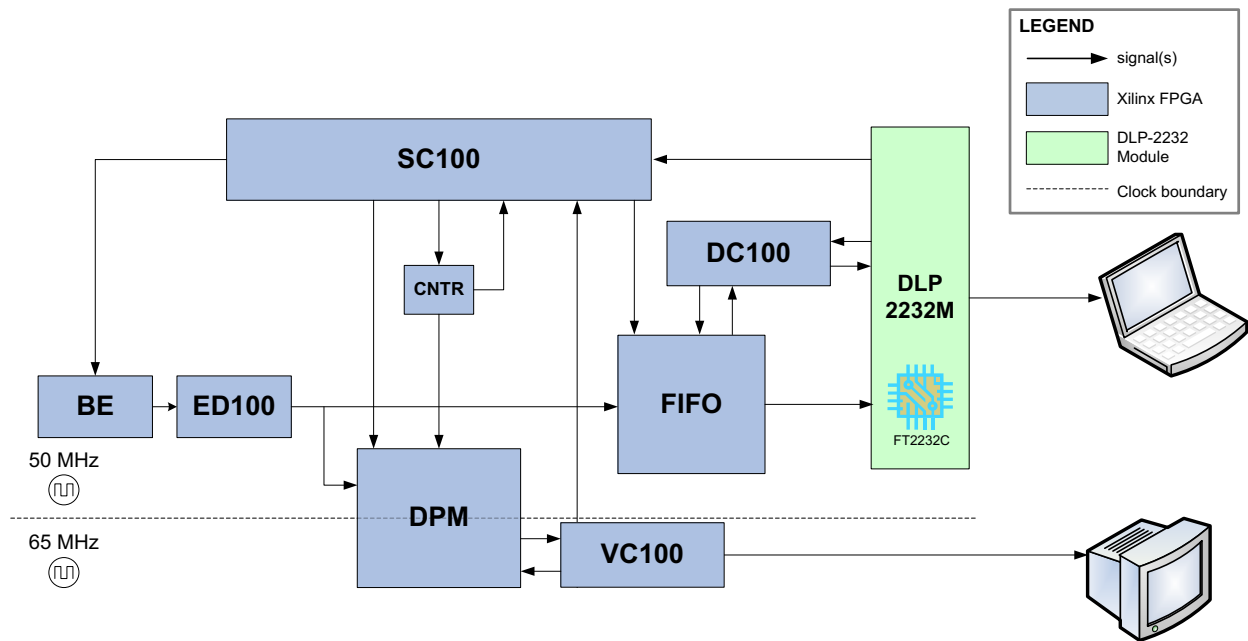 LEGEND
signal(s)
Xilinx FPGA
DLP-2232
Module
Clock boundary
SC100
DC100
CNTR
DLP
2232M
BE
ED100
FIFO
FT2232C
50 MHz
DPM
65 MHz
VC100